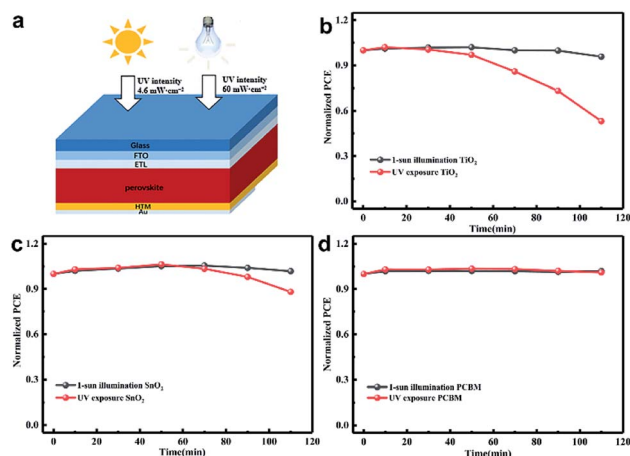 a
UV intensity
4.6 mW·cm⁻²
UV intensity
60 mW·cm⁻²
Glass
FTO
ETL
perovskite
HTM
Au
b
Normalized PCE
1.2
0.9
0.6
0.3
0.0
1-sun illumination TiO₂
UV exposure TiO₂
0 20 40 60 80 100 120
Time(min)
c
Normalized PCE
1.2
0.9
0.6
0.3
0.0
1-sun illumination SnO₂
UV exposure SnO₂
0 20 40 60 80 100 120
Time(min)
d
Normalized PCE
1.2
0.9
0.6
0.3
0.0
1-sun illumination PCBM
UV exposure PCBM
0 20 40 60 80 100 120
Time(min)